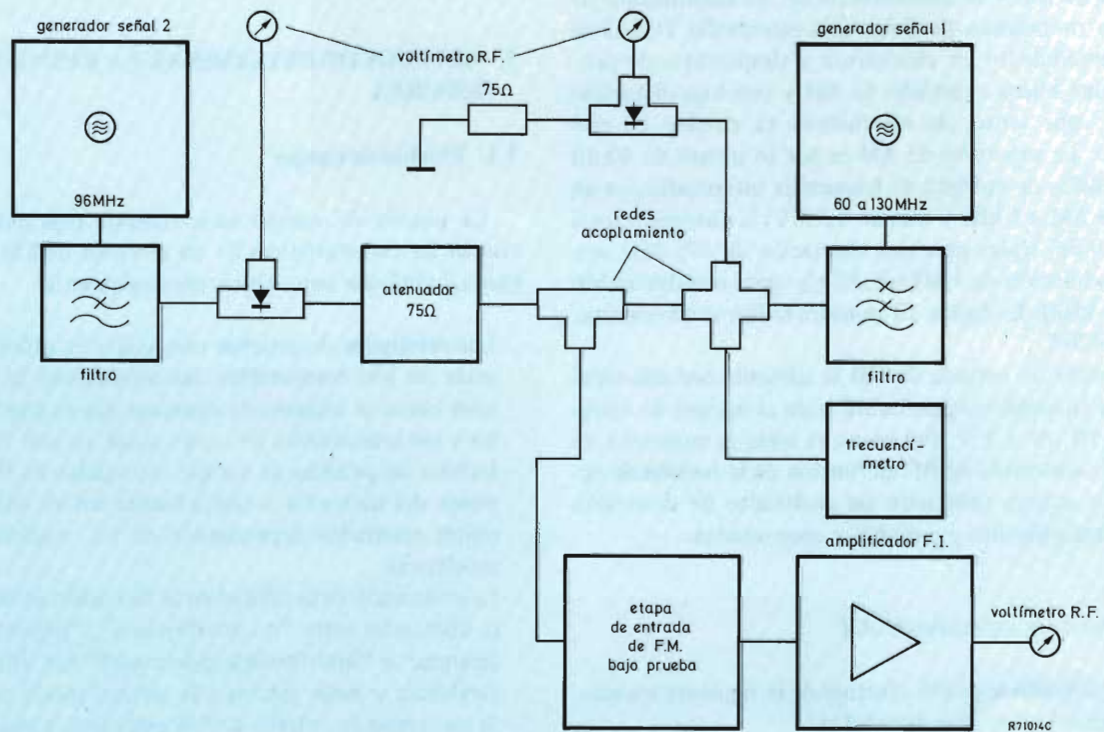 generador señal 2
voltímetro R.F.
generador señal 1
75Ω
96MHz
60 a 130MHz
redes
acoplamiento
atenuador
75Ω
filtro
filtro
trecuencí-
metro
amplificador F.I.
etapa
de entrada
de F.M.
bajo prueba
voltímetro R.F.
R71014C